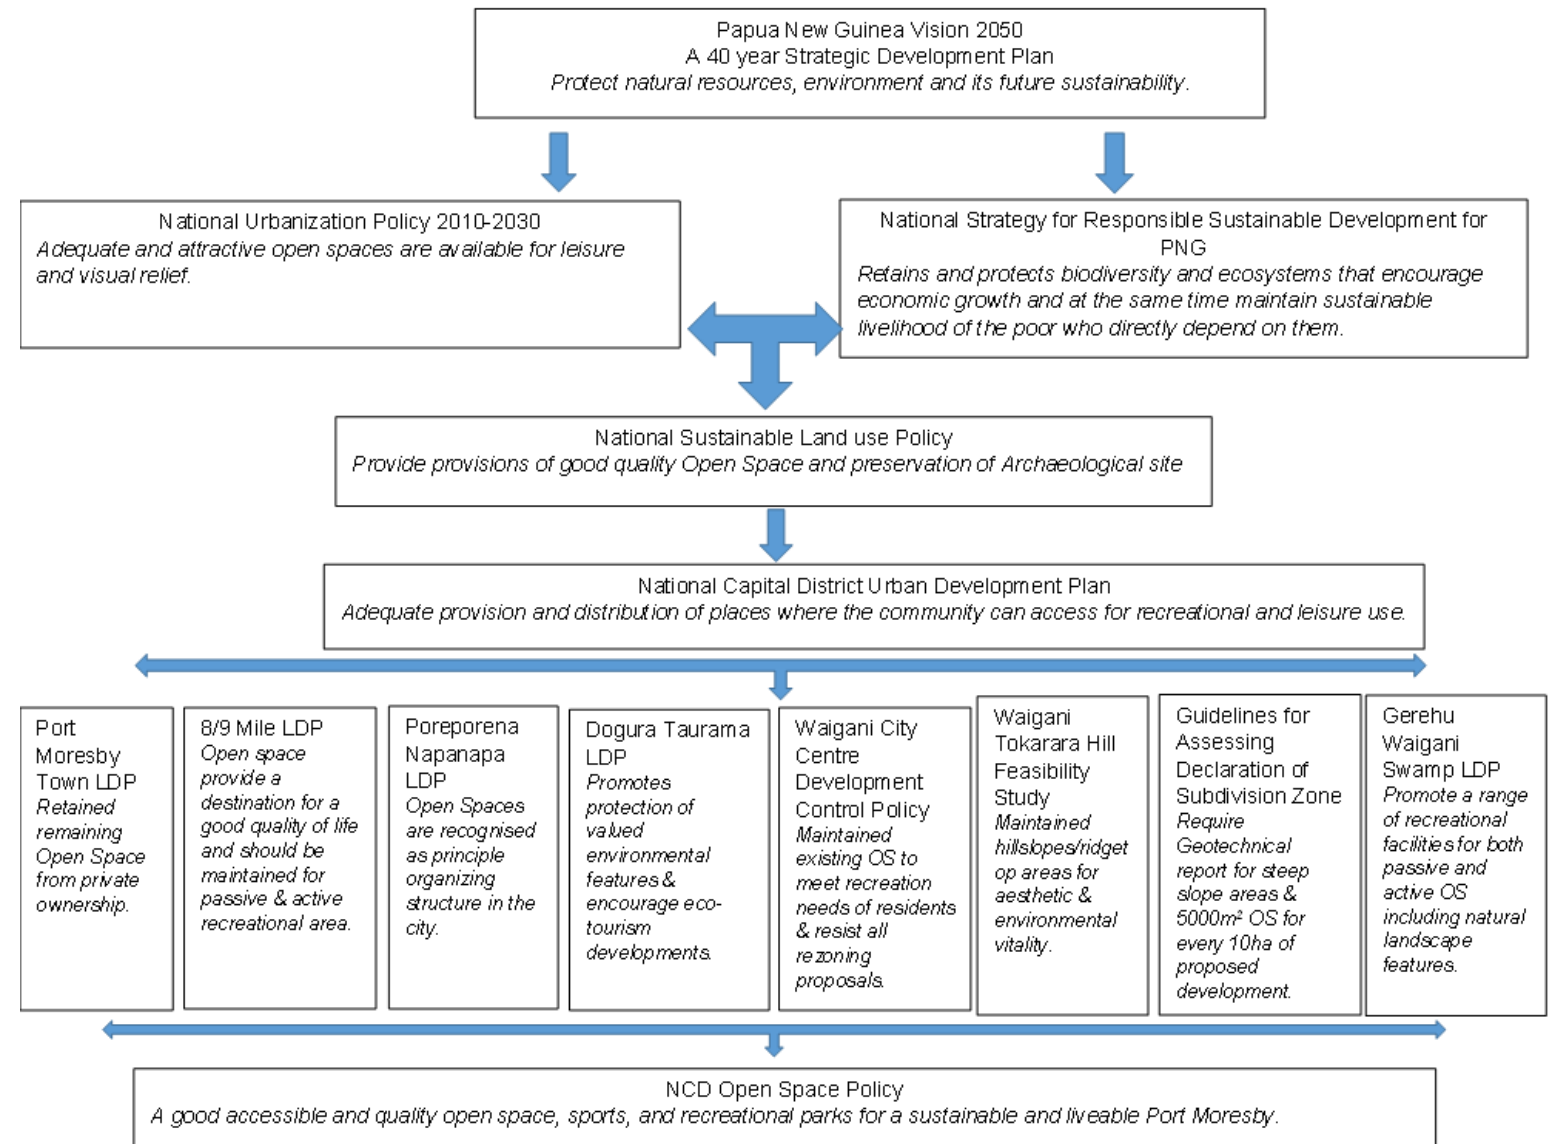 Papua New Guinea Vision 2050
A 40 year Strategic Development Plan
Protect natural resources, environment and its future sustainability.
National Urbanization Policy 2010-2030
Adequate and attractive open spaces are available for leisure
and visual relief.
National Strategy for Responsible Sustainable Development for
PNG
Retains and protects biodiversity and ecosystems that encourage
economic growth and at the same time maintain sustainable
livelihood of the poor who directly depend on them.
National Sustainable Land use Policy
Provide provisions of good quality Open Space and preservation of Archaeological site
National Capital District Urban Development Plan
Adequate provision and distribution of places where the community can access for recreational and leisure use.
Port
Moresby
Town LDP
Retained
remaining
Open Space
from private
ownership.
8/9 Mile LDP
Open space
provide a
destination for a
good quality of life
and should be
maintained for
passive & active
recreational area.
Poreporena
Napanapa
LDP
Open Spaces
are recognised
as principle
organizing
structure in the
city.
Dogura Taurama
LDP
Promotes
protection of
valued
environmental
features &
encourage eco-
tourism
developments.
Waigani City
Centre
Development
Control Policy
Maintained
existing OS to
meet recreation
needs of residents
& resist all
rezoning
proposals.
Waigani
Tokarara Hill
Feasibility
Study
Maintained
hillslopes/ridget
op areas for
aesthetic &
environmental
vitality.
Guidelines for
Assessing
Declaration of
Subdivision Zone
Require
Geotechnical
report for steep
slope areas &
5000m² OS for
every 10ha of
proposed
development.
Gerehu
Waigani
Swamp LDP
Promote a range
of recreational
facilities for both
passive and
active OS
including natural
landscape
features.
NCD Open Space Policy
A good accessible and quality open space, sports, and recreational parks for a sustainable and liveable Port Moresby.